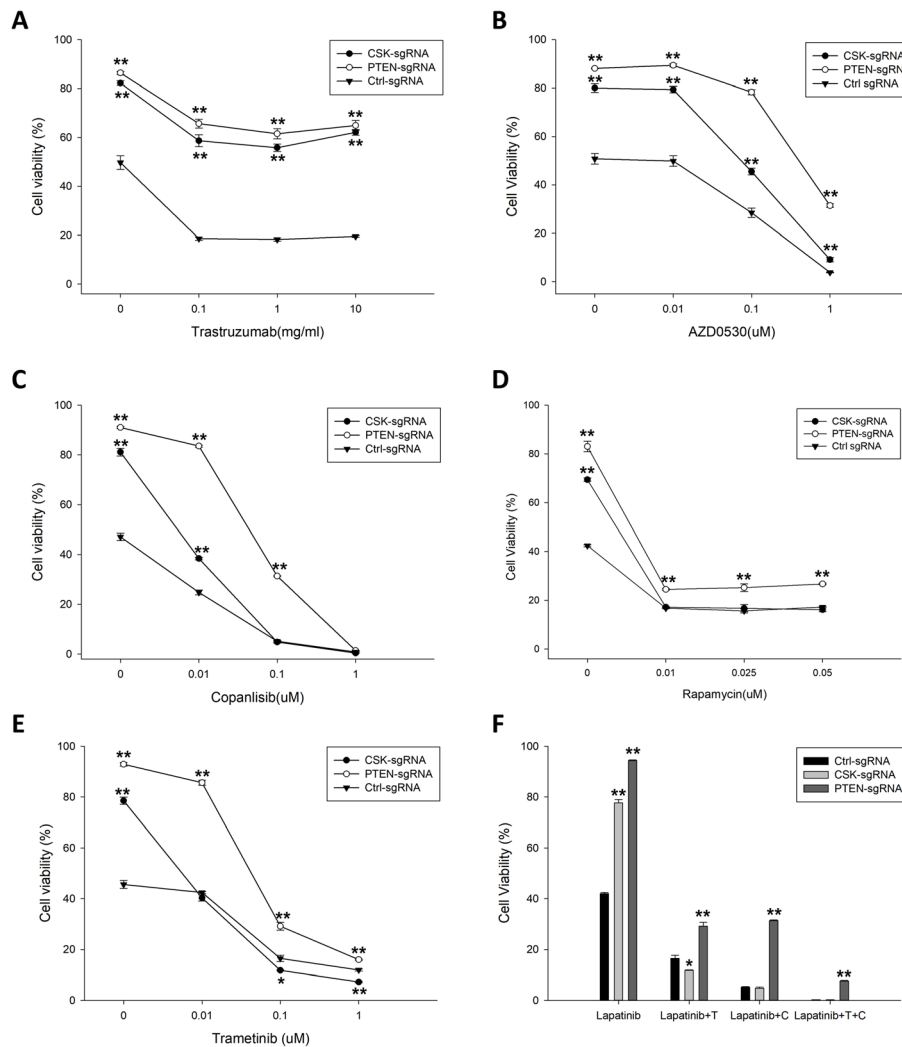 A
100
80
60
40
20
0
Cell viability (%)
** ** ** **
** ** ** **
CSK-sgRNA
PTEN-sgRNA
Ctrl-sgRNA
0 0.1 1 10
Trastruzumab(mg/ml)
B
100
80
60
40
20
0
Cell Viability (%)
** ** ** **
** ** ** **
CSK-sgRNA
PTEN-sgRNA
Ctrl sgRNA
0 0.01 0.1 1
AZD0530(uM)
C
100
80
60
40
20
0
Cell viability (%)
** ** **
** **
CSK-sgRNA
PTEN-sgRNA
Ctrl-sgRNA
0 0.01 0.1 1
Copanlisib(uM)
D
100
80
60
40
20
0
Cell Viability (%)
** ** ** **
**
CSK-sgRNA
PTEN-sgRNA
Ctrl sgRNA
0 0.01 0.025 0.05
Rapamycin(uM)
E
100
80
60
40
20
0
Cell viability (%)
** ** ** **
** * **
CSK-sgRNA
PTEN-sgRNA
Ctrl-sgRNA
0 0.01 0.1 1
Trametinib (uM)
F
100
80
60
40
20
0
Cell Viability (%)
** ** ** **
** *
Ctrl-sgRNA
CSK-sgRNA
PTEN-sgRNA
Lapatinib Lapatinib+T Lapatinib+C Lapatinib+T+C